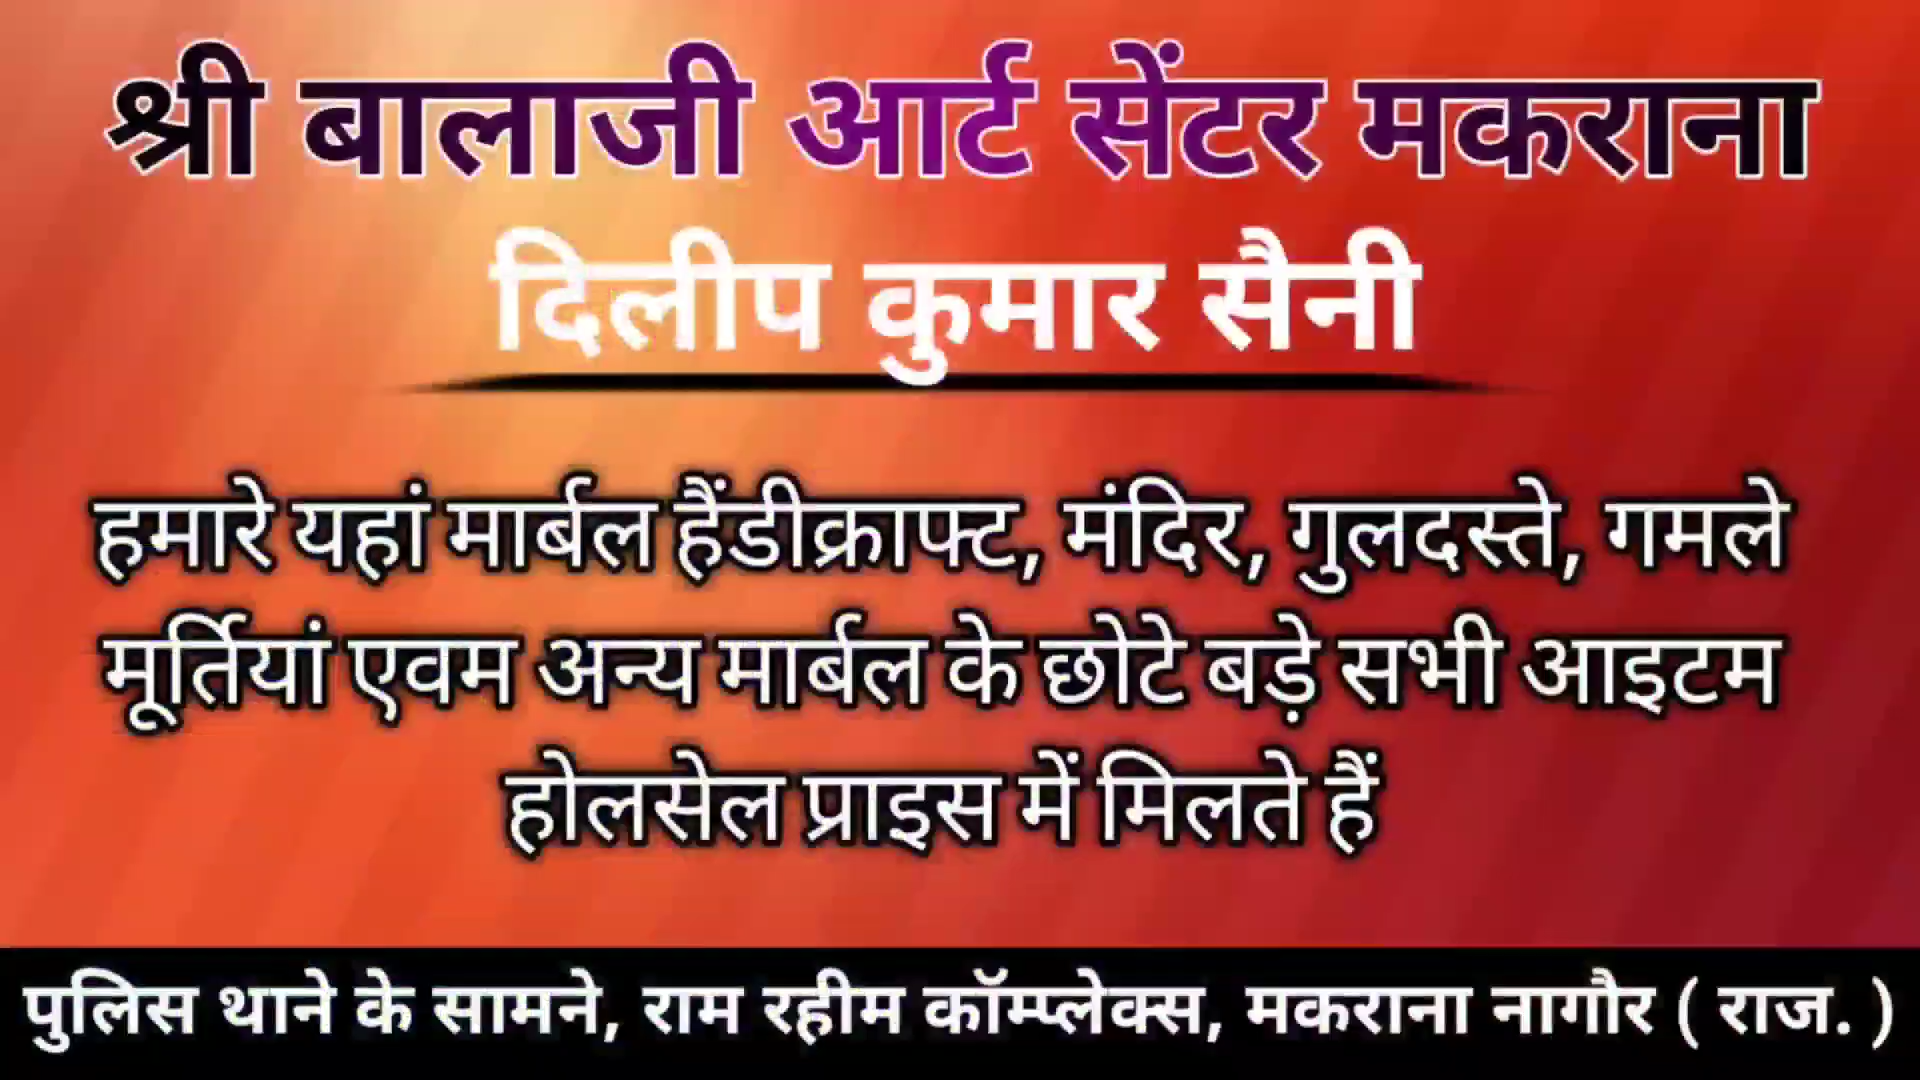 श्री बालाजी आर्ट सेंटर मकराना
दिलीप कुमार सैनी
हमारे यहां मार्बल हैंडीक्राफ्ट, मंदिर, गुलदस्ते, गमले
मूर्तियां एवम अन्य मार्बल के छोटे बड़े सभी आइटम
होलसेल प्राइस में मिलते हैं
पुलिस थाने के सामने, राम रहीम कॉम्प्लेक्स, मकराना नागौर ( राज. )